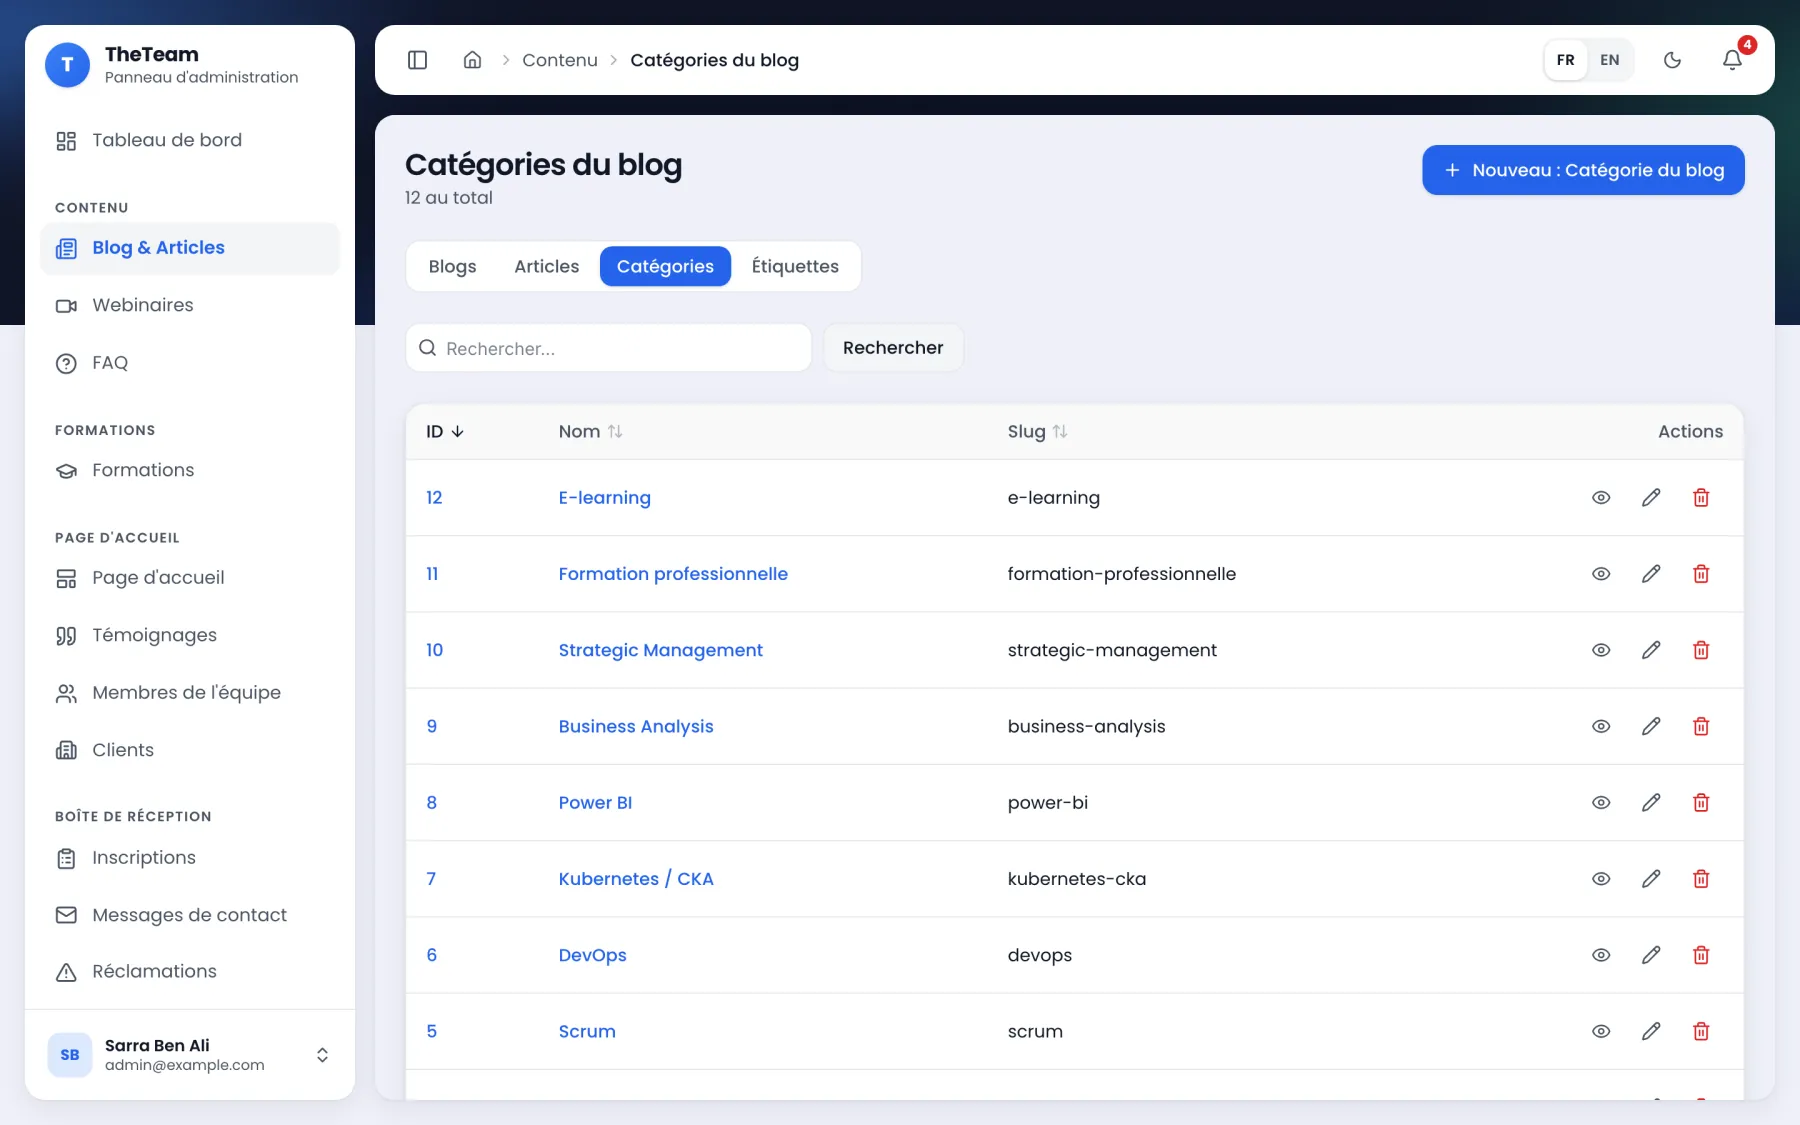 T
TheTeam
Panneau d'administration
Tableau de bord
CONTENU
Blog & Articles
Webinaires
FAQ
FORMATIONS
Formations
PAGE D'ACCUEIL
Page d'accueil
Témoignages
Membres de l'équipe
Clients
BOÎTE DE RÉCEPTION
Inscriptions
Messages de contact
Réclamations
SB
Sarra Ben Ali
admin@example.com
Contenu
Catégories du blog
FR
EN
4
Catégories du blog
12 au total
+ Nouveau : Catégorie du blog
Blogs
Articles
Catégories
Étiquettes
Rechercher...
Rechercher
ID
Nom
Slug
Actions
12 E-learning e-learning
11 Formation professionnelle formation-professionnelle
10 Strategic Management strategic-management
9 Business Analysis business-analysis
8 Power BI power-bi
7 Kubernetes / CKA kubernetes-cka
6 DevOps devops
5 Scrum scrum